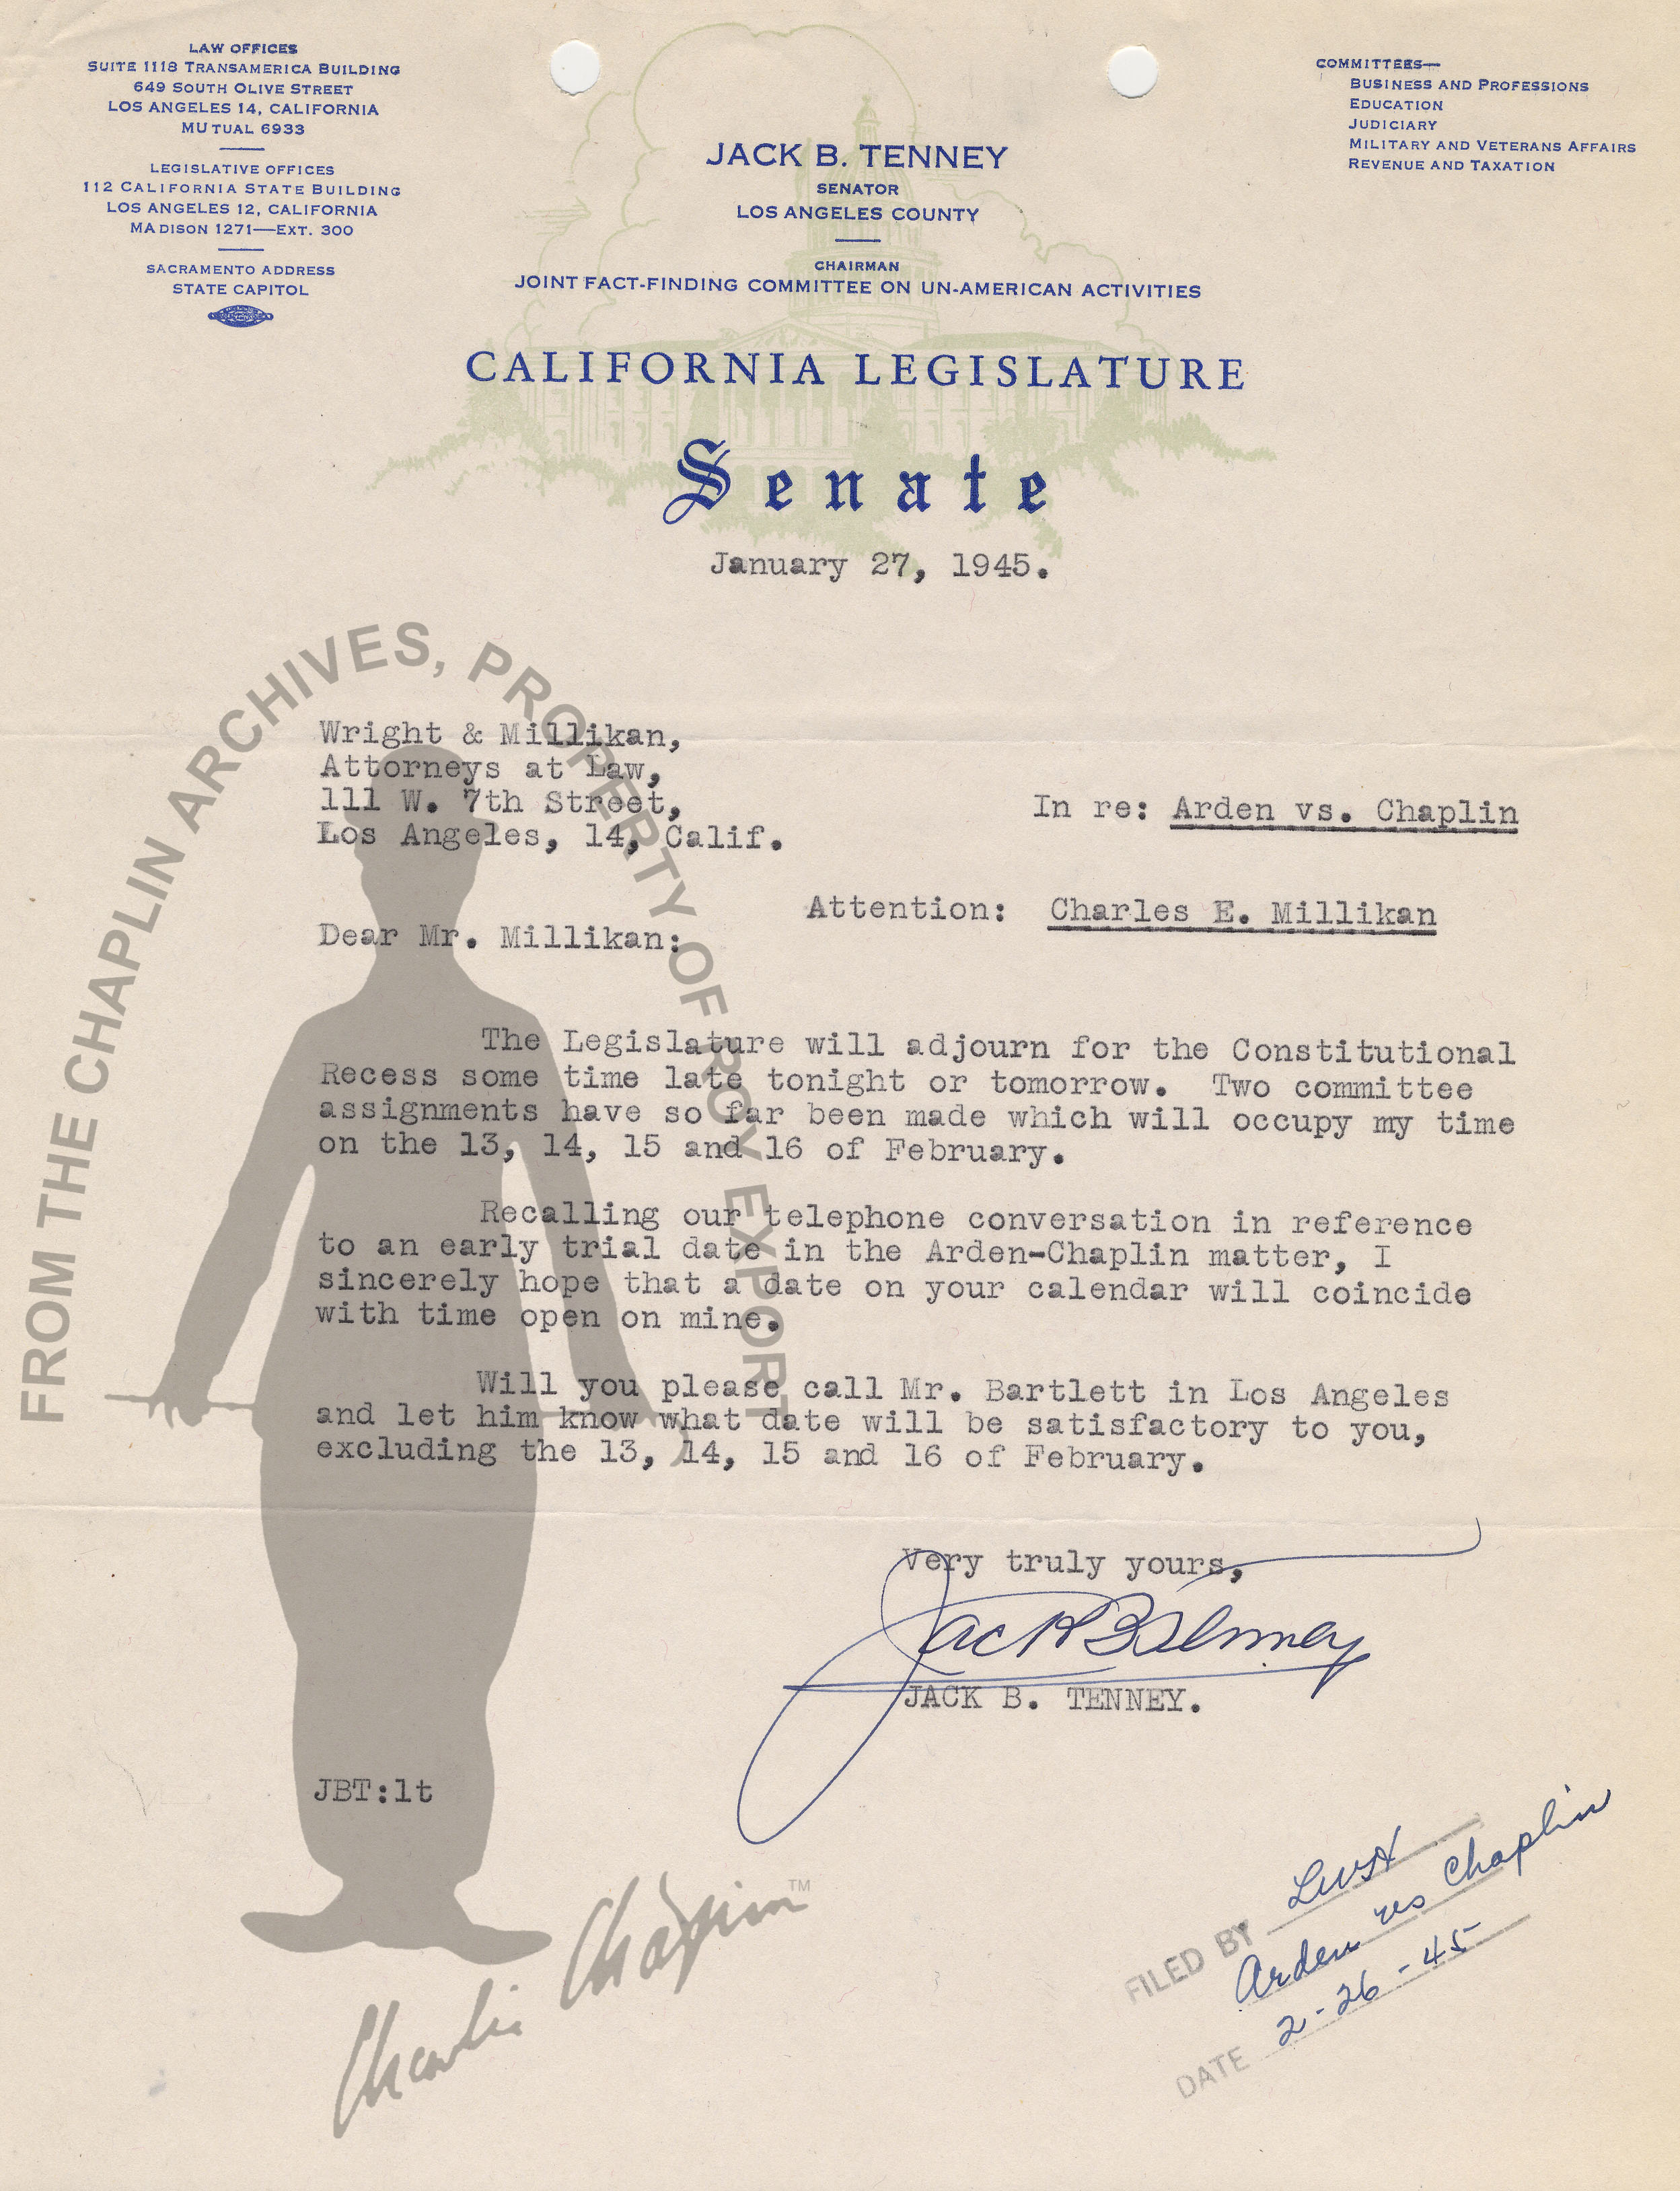 LAW OFFICES
SUITE 1118 TRANSAMERICA BUILDING
649 SOUTH OLIVE STREET
LOS ANGELES 14, CALIFORNIA
MUTUAL 6933
LEGISLATIVE OFFICES
112 CALIFORNIA STATE BUILDING
LOS ANGELES 12, CALIFORNIA
MADISON 1271—EXT. 300
SACRAMENTO ADDRESS
STATE CAPITOL
JACK B. TENNEY
SENATOR
LOS ANGELES COUNTY
CHAIRMAN
JOINT FACT-FINDING COMMITTEE ON UN-AMERICAN ACTIVITIES
COMMITTEES—
BUSINESS AND PROFESSIONS
EDUCATION
JUDICIARY
MILITARY AND VETERANS AFFAIRS
REVENUE AND TAXATION
CALIFORNIA LEGISLATURE
Senate
January 27, 1945.
Wright & Millikan,
Attorneys at Law,
111 W. 7th Street,
Los Angeles, 14, Calif.
In re: Arden vs. Chaplin
Attention: Charles E. Millikan
Dear Mr. Millikan:
The Legislature will adjourn for the Constitutional
Recess some time late tonight or tomorrow. Two committee
assignments have so far been made which will occupy my time
on the 13, 14, 15 and 16 of February.
Recalling our telephone conversation in reference
to an early trial date in the Arden-Chaplin matter, I
sincerely hope that a date on your calendar will coincide
with time open on mine.
Will you please call Mr. Bartlett in Los Angeles
and let him know what date will be satisfactory to you,
excluding the 13, 14, 15 and 16 of February.
Very truly yours,
Jack B Tenney
JACK B. TENNEY.
JBT:lt
FILED BY
Arden vs Chaplin
DATE 2-26-45
FROM THE CHAPLIN ARCHIVES, PROPERTY OF ROY EXPORT
Charlie Chaplin™